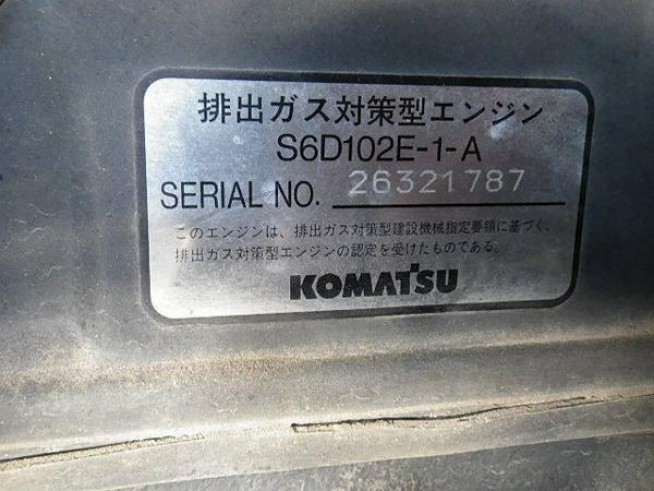 排出ガス対策型エンジン
S6D102E-1-A
SERIAL NO. 26321787
このエンジンは、排出ガス対策型建設機械指定要領に基づく、
排出ガス対策型エンジンの認定を受けたものである。
KOMATSU